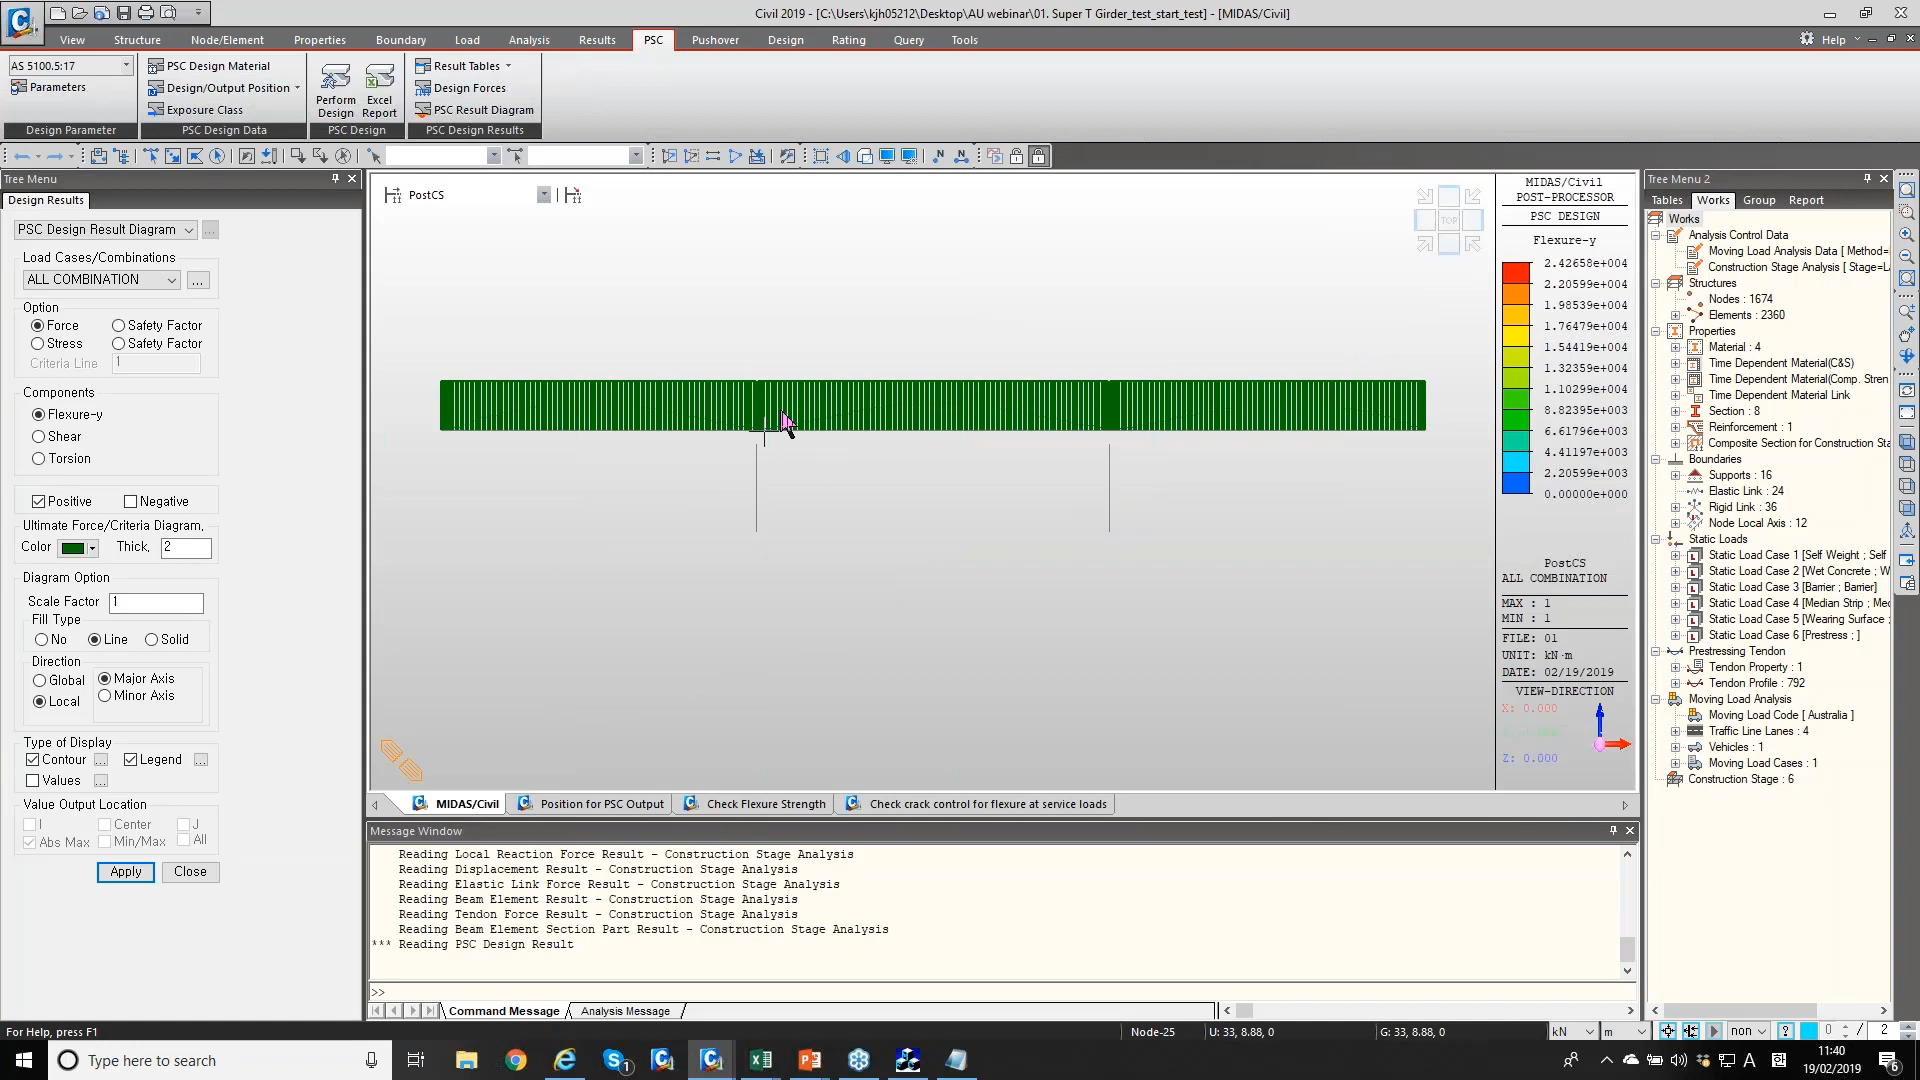 Civil 2019 - [C:\Users\kjh05212\Desktop\AU webinar\01. Super T Girder_test_start_test] - [MIDAS/Civil]
View Structure Node/Element Properties Boundary Load Analysis Results PSC Pushover Design Rating Query Tools Help
AS 5100.5:17
Parameters
Design Parameter
PSC Design Material
Design/Output Position
Exposure Class
PSC Design Data
Perform Design
Excel Report
PSC Design
Result Tables
Design Forces
PSC Result Diagram
PSC Design Results
Tree Menu
Design Results
PSC Design Result Diagram
...
Load Cases/Combinations
ALL COMBINATION
...
Option
Force Safety Factor
Stress Safety Factor
Criteria Line 1
Components
Flexure-y
Shear
Torsion
Positive Negative
Ultimate Force/Criteria Diagram,
Color Thick, 2
Diagram Option
Scale Factor 1
Fill Type
No Line Solid
Direction
Global Major Axis
Local Minor Axis
Type of Display
Contour ... Legend ...
Values ...
Value Output Location
I Center J
Abs Max Min/Max All
Apply Close
PostCS
TOP
MIDAS/Civil
POST-PROCESSOR
PSC DESIGN
Flexure-y
2.42658e+004
2.20599e+004
1.98539e+004
1.76479e+004
1.54419e+004
1.32359e+004
1.10299e+004
8.82395e+003
6.61796e+003
4.41197e+003
2.20599e+003
0.00000e+000
PostCS
ALL COMBINATION
MAX : 1
MIN : 1
FILE: 01
UNIT: kN·m
DATE: 02/19/2019
VIEW-DIRECTION
X: 0.000
Z: 0.000
MIDAS/Civil Position for PSC Output Check Flexure Strength Check crack control for flexure at service loads
Message Window
Reading Local Reaction Force Result - Construction Stage Analysis
Reading Displacement Result - Construction Stage Analysis
Reading Elastic Link Force Result - Construction Stage Analysis
Reading Beam Element Result - Construction Stage Analysis
Reading Tendon Force Result - Construction Stage Analysis
Reading Beam Element Section Part Result - Construction Stage Analysis
*** Reading PSC Design Result
>>
Command Message Analysis Message
Tree Menu 2
Tables Works Group Report
Works
Analysis Control Data
Moving Load Analysis Data [ Method=
Construction Stage Analysis [ Stage=L
Structures
Nodes : 1674
Elements : 2360
Properties
Material : 4
Time Dependent Material(C&S)
Time Dependent Material(Comp. Stren
Time Dependent Material Link
Section : 8
Reinforcement : 1
Composite Section for Construction Sta
Boundaries
Supports : 16
Elastic Link : 24
Rigid Link : 36
Node Local Axis : 12
Static Loads
Static Load Case 1 [Self Weight ; Self
Static Load Case 2 [Wet Concrete ; W
Static Load Case 3 [Barrier ; Barrier]
Static Load Case 4 [Median Strip ; Med
Static Load Case 5 [Wearing Surface ;
Static Load Case 6 [Prestress ; ]
Prestressing Tendon
Tendon Property : 1
Tendon Profile : 792
Moving Load Analysis
Moving Load Code [ Australia ]
Traffic Line Lanes : 4
Vehicles : 1
Moving Load Cases : 1
Construction Stage : 6
For Help, press F1 Node-25 U: 33, 8.88, 0 G: 33, 8.88, 0 kN m non ? 0 / 2
Type here to search
1
A
11:40
19/02/2019
6